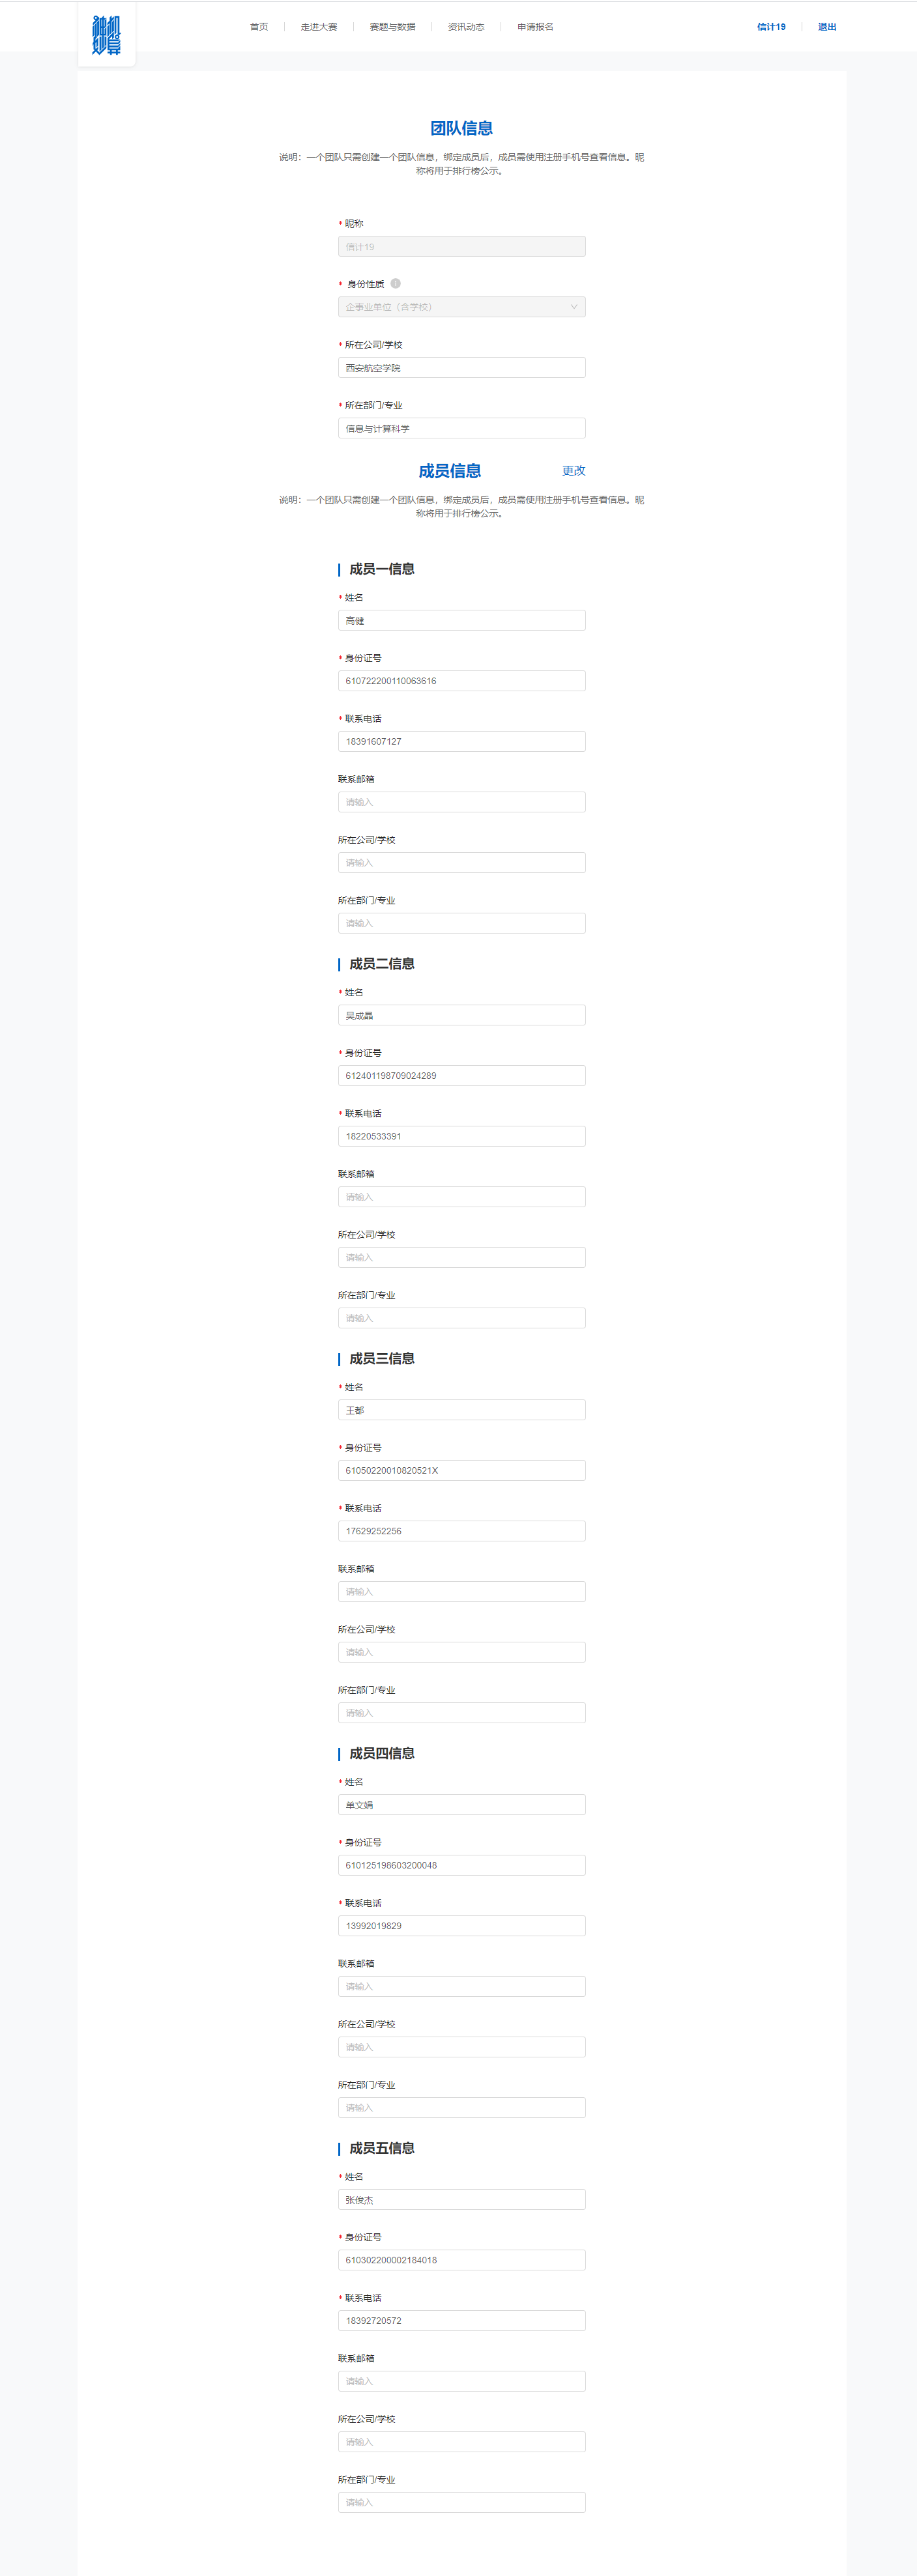 神机
妙算
首页
走进大赛
赛题与数据
资讯动态
申请报名
信计19
退出
团队信息
说明：一个团队只需创建一个团队信息，绑定成员后，成员需使用注册手机号查看信息。昵
称将用于排行榜公示。
* 昵称
信计19
* 身份性质
企事业单位（含学校）
* 所在公司/学校
西安航空学院
* 所在部门/专业
信息与计算科学
成员信息
更改
说明：一个团队只需创建一个团队信息，绑定成员后，成员需使用注册手机号查看信息。昵
称将用于排行榜公示。
成员一信息
* 姓名
高健
* 身份证号
610722200110063616
* 联系电话
18391607127
联系邮箱
请输入
所在公司/学校
请输入
所在部门/专业
请输入
成员二信息
* 姓名
吴成晶
* 身份证号
612401198709024289
* 联系电话
18220533391
联系邮箱
请输入
所在公司/学校
请输入
所在部门/专业
请输入
成员三信息
* 姓名
王都
* 身份证号
61050220010820521X
* 联系电话
17629252256
联系邮箱
请输入
所在公司/学校
请输入
所在部门/专业
请输入
成员四信息
* 姓名
单文娟
* 身份证号
610125198603200048
* 联系电话
13992019829
联系邮箱
请输入
所在公司/学校
请输入
所在部门/专业
请输入
成员五信息
* 姓名
张俊杰
* 身份证号
610302200002184018
* 联系电话
18392720572
联系邮箱
请输入
所在公司/学校
请输入
所在部门/专业
请输入